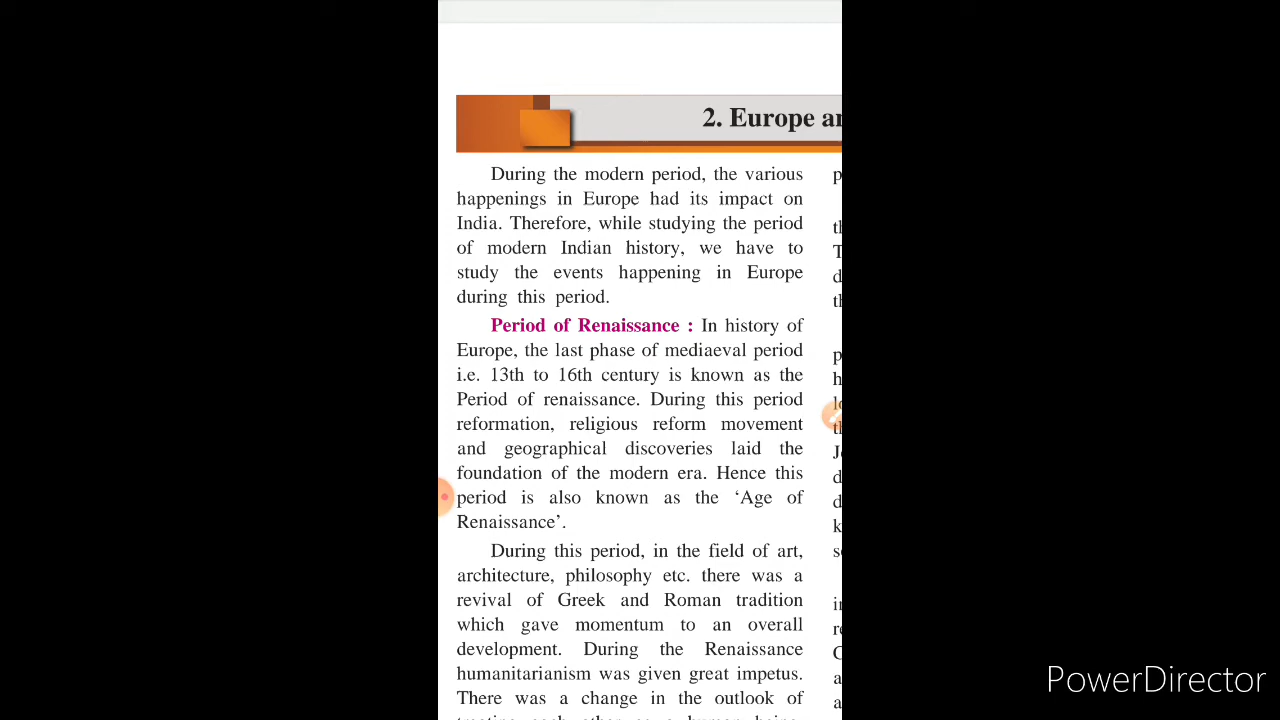 2. Europe
During the modern period, the various
happenings in Europe had its impact on
India. Therefore, while studying the period
of modern Indian history, we have to
study the events happening in Europe
during this period.
Period of Renaissance : In history of
Europe, the last phase of mediaeval period
i.e. 13th to 16th century is known as the
Period of renaissance. During this period
reformation, religious reform movement
and geographical discoveries laid the
foundation of the modern era. Hence this
period is also known as the ‘Age of
Renaissance’.
During this period, in the field of art,
architecture, philosophy etc. there was a
revival of Greek and Roman tradition
which gave momentum to an overall
development. During the Renaissance
humanitarianism was given great impetus.
There was a change in the outlook of
PowerDirector